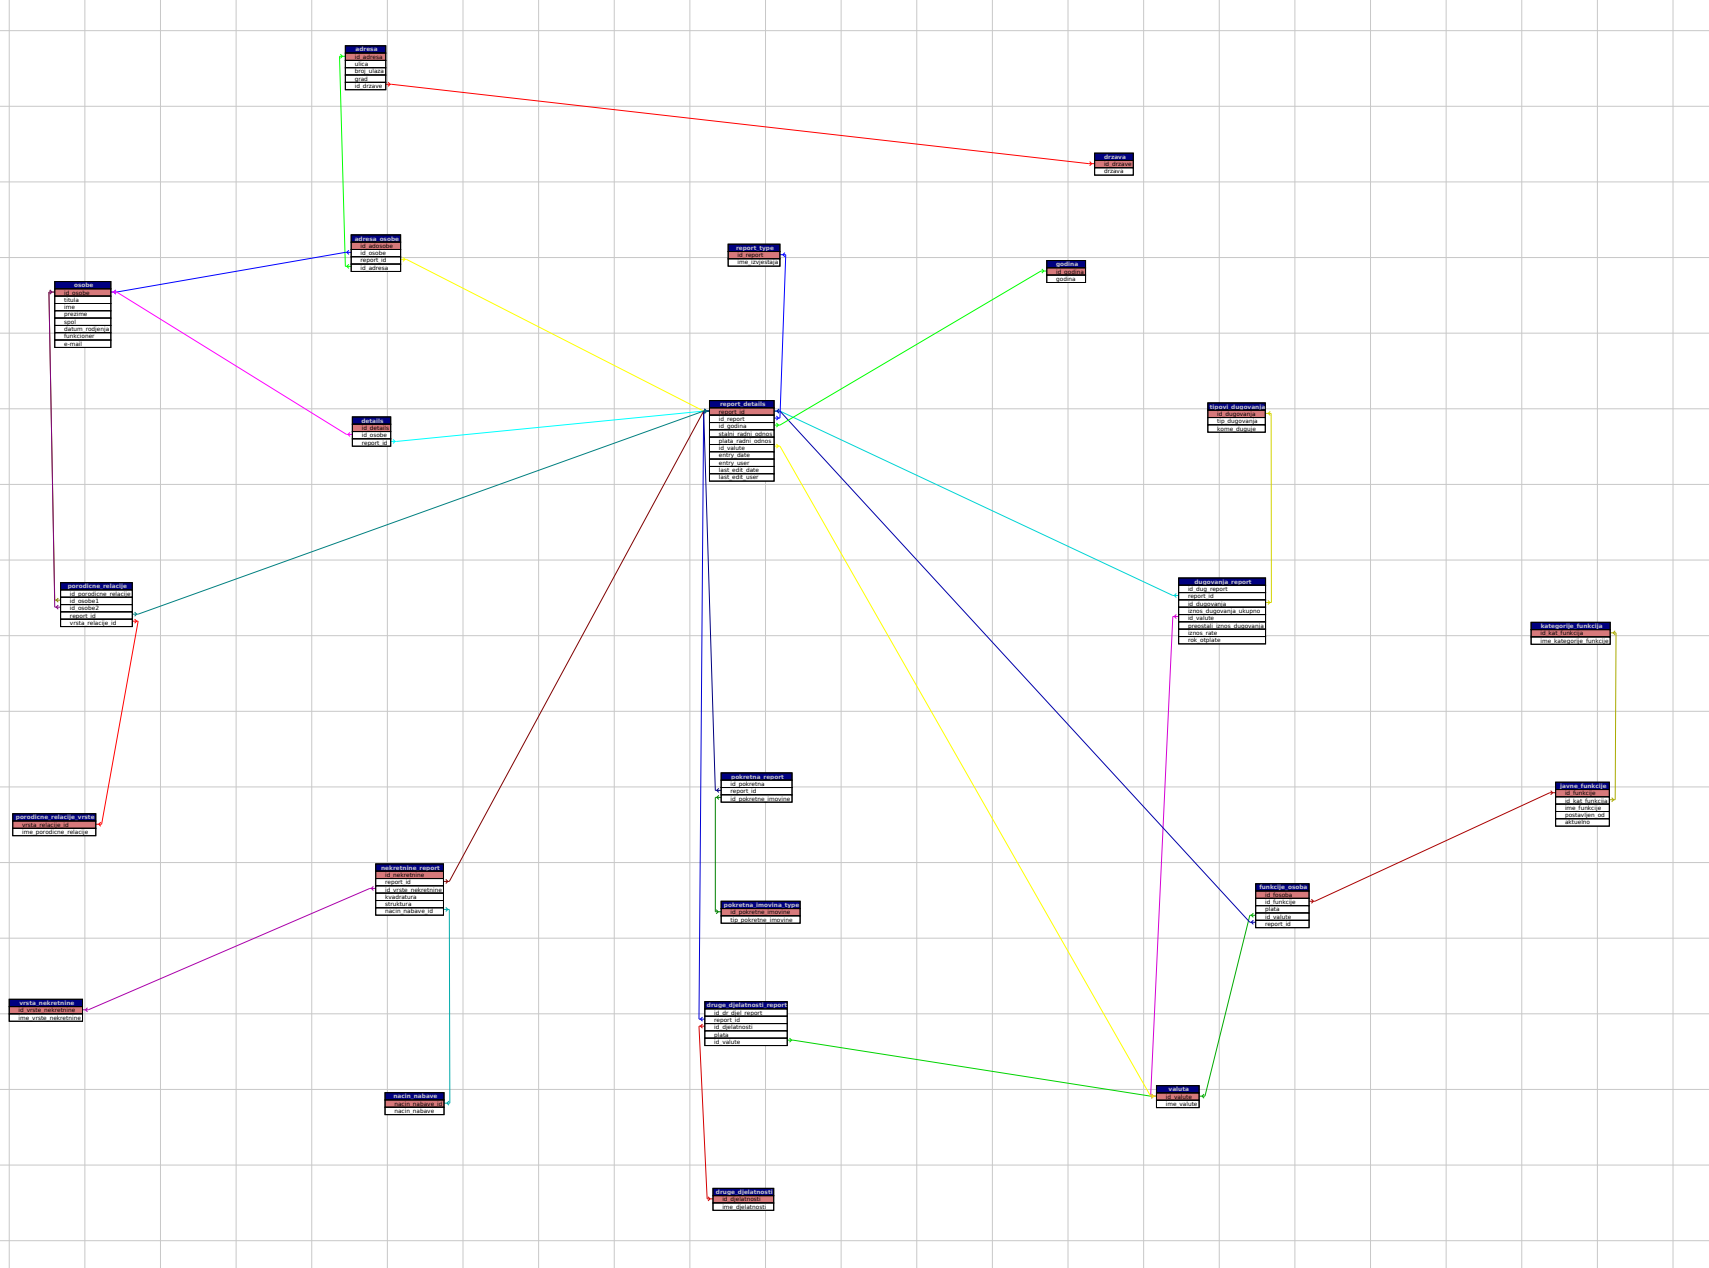 adresa
id_adresa
ulica
broj_ulaza
grad
id_drzave
drzava
id_drzave
drzava
adresa_osobe
id_adosobe
id_osobe
report_id
id_adresa
report_type
id_report
ime_izvjestaja
godina
id_godina
godina
osobe
id_osobe
titula
ime
prezime
spol
datum_rodjenja
funkcioner
e-mail
report_details
report_id
id_report
id_godina
stalni_radni_odnos
plata_radni_odnos
id_valute
entry_date
entry_user
last_edit_date
last_edit_user
tipovi_dugovanja
id_dugovanja
tip_dugovanja
kome_duguje
details
id_details
id_osobe
report_id
porodicne_relacije
id_porodicne_relacije
id_osobe1
id_osobe2
report_id
vrsta_relacije_id
dugovanja_report
id_dug_report
report_id
id_dugovanja
iznos_dugovanja_ukupno
id_valute
preostali_iznos_dugovanja
iznos_rate
rok_otplate
kategorije_funkcija
id_kat_funkcija
ime_kategorije_funkcije
pokretna_report
id_pokretna
report_id
id_pokretne_imovine
javne_funkcije
id_funkcije
id_kat_funkcija
ime_funkcije
postavljen_od
aktuelno
porodicne_relacije_vrste
vrsta_relacije_id
ime_porodicne_relacije
nekretnine_report
id_nekretnine
report_id
id_vrste_nekretnine
kvadratura
struktura
nacin_nabave_id
funkcije_osoba
id_fosoba
id_funkcije
plata
id_valute
report_id
pokretna_imovina_type
id_pokretne_imovine
tip_pokretne_imovine
vrsta_nekretnine
id_vrste_nekretnine
ime_vrste_nekretnine
druge_djelatnosti_report
id_dr_djel_report
report_id
id_djelatnosti
plata
id_valute
valuta
id_valute
ime_valute
nacin_nabave
nacin_nabave_id
nacin_nabave
druge_djelatnosti
id_djelatnosti
ime_djelatnosti